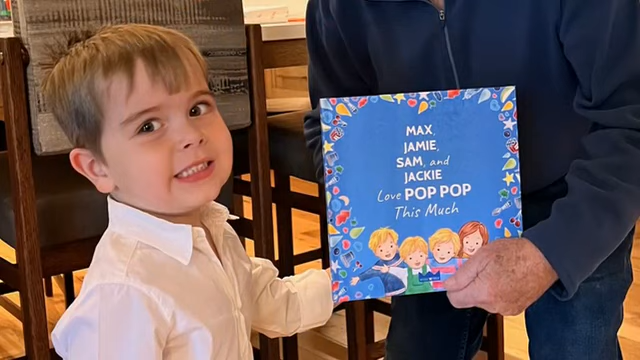 MAX,
JAMIE,
SAM, and
JACKIE
Love POP POP
This Much